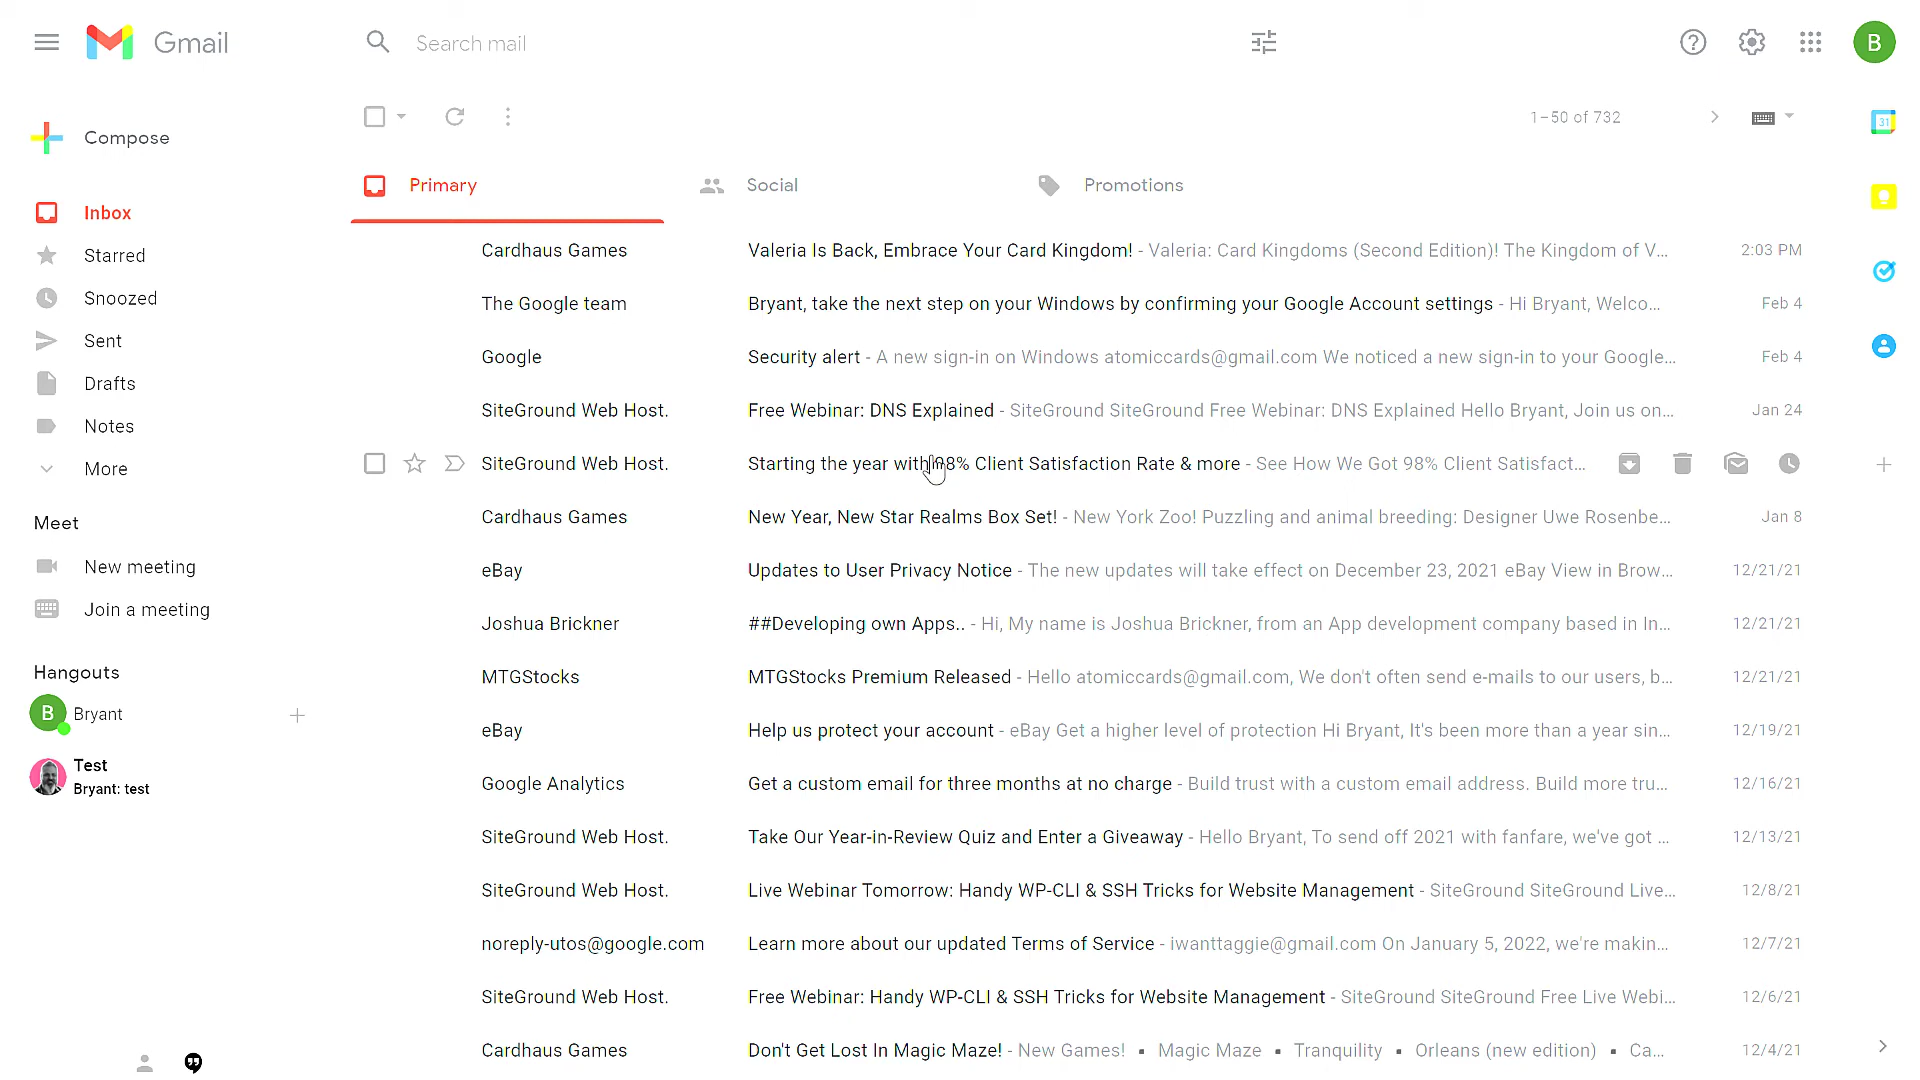 Gmail
Search mail
B
Compose
1–50 of 732
31
Primary
Social
Promotions
Inbox
Starred
Snoozed
Sent
Drafts
Notes
More
Meet
New meeting
Join a meeting
Hangouts
B Bryant
Test
Bryant: test
Cardhaus Games Valeria Is Back, Embrace Your Card Kingdom! - Valeria: Card Kingdoms (Second Edition)! The Kingdom of V... 2:03 PM
The Google team Bryant, take the next step on your Windows by confirming your Google Account settings - Hi Bryant, Welco... Feb 4
Google Security alert - A new sign-in on Windows atomiccards@gmail.com We noticed a new sign-in to your Google... Feb 4
SiteGround Web Host. Free Webinar: DNS Explained - SiteGround SiteGround Free Webinar: DNS Explained Hello Bryant, Join us on... Jan 24
SiteGround Web Host. Starting the year with 98% Client Satisfaction Rate & more - See How We Got 98% Client Satisfact...
Cardhaus Games New Year, New Star Realms Box Set! - New York Zoo! Puzzling and animal breeding: Designer Uwe Rosenbe... Jan 8
eBay Updates to User Privacy Notice - The new updates will take effect on December 23, 2021 eBay View in Brow... 12/21/21
Joshua Brickner ##Developing own Apps.. - Hi, My name is Joshua Brickner, from an App development company based in In... 12/21/21
MTGStocks MTGStocks Premium Released - Hello atomiccards@gmail.com, We don't often send e-mails to our users, b... 12/21/21
eBay Help us protect your account - eBay Get a higher level of protection Hi Bryant, It's been more than a year sin... 12/19/21
Google Analytics Get a custom email for three months at no charge - Build trust with a custom email address. Build more tru... 12/16/21
SiteGround Web Host. Take Our Year-in-Review Quiz and Enter a Giveaway - Hello Bryant, To send off 2021 with fanfare, we've got ... 12/13/21
SiteGround Web Host. Live Webinar Tomorrow: Handy WP-CLI & SSH Tricks for Website Management - SiteGround SiteGround Live... 12/8/21
noreply-utos@google.com Learn more about our updated Terms of Service - iwanttaggie@gmail.com On January 5, 2022, we're makin... 12/7/21
SiteGround Web Host. Free Webinar: Handy WP-CLI & SSH Tricks for Website Management - SiteGround SiteGround Free Live Webi... 12/6/21
Cardhaus Games Don't Get Lost In Magic Maze! - New Games! ▪ Magic Maze ▪ Tranquility ▪ Orleans (new edition) ▪ Ca... 12/4/21